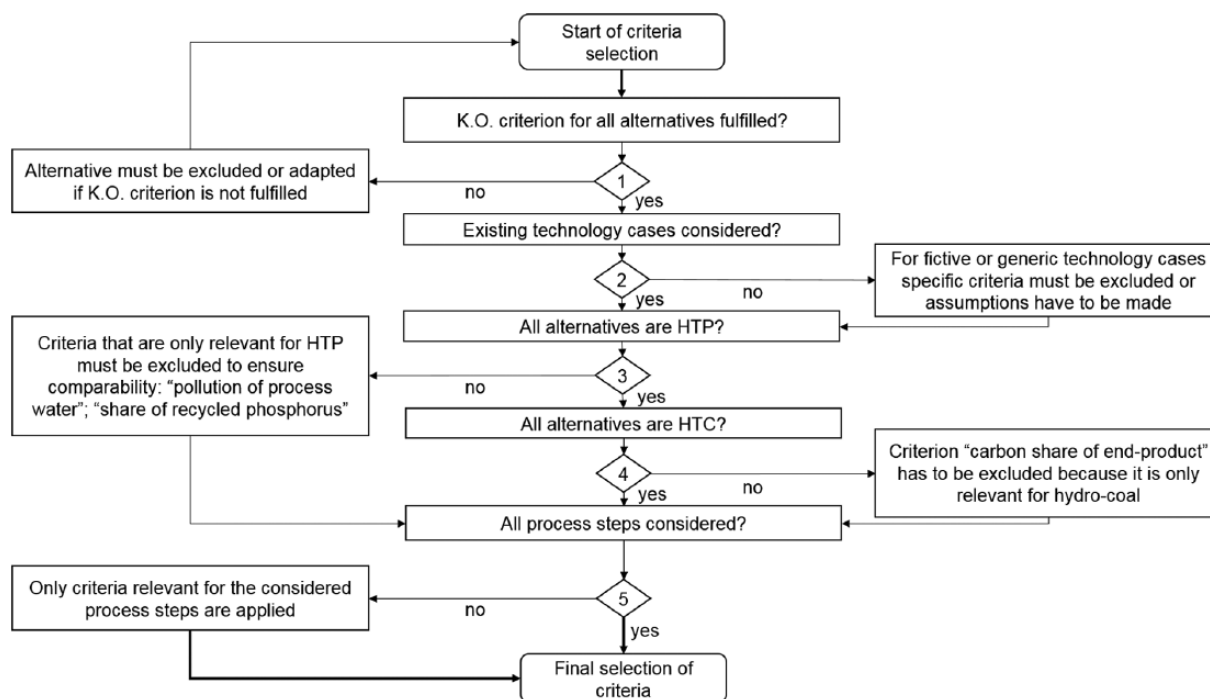 Start of criteria
selection
K.O. criterion for all alternatives fulfilled?
Alternative must be excluded or adapted
if K.O. criterion is not fulfilled
no
1
yes
Existing technology cases considered?
2
yes
no
For fictive or generic technology cases
specific criteria must be excluded or
assumptions have to be made
All alternatives are HTP?
Criteria that are only relevant for HTP
must be excluded to ensure
comparability: “pollution of process
water”; “share of recycled phosphorus”
no
3
yes
All alternatives are HTC?
4
yes
no
Criterion “carbon share of end-product”
has to be excluded because it is only
relevant for hydro-coal
All process steps considered?
Only criteria relevant for the considered
process steps are applied
no
5
yes
Final selection of
criteria